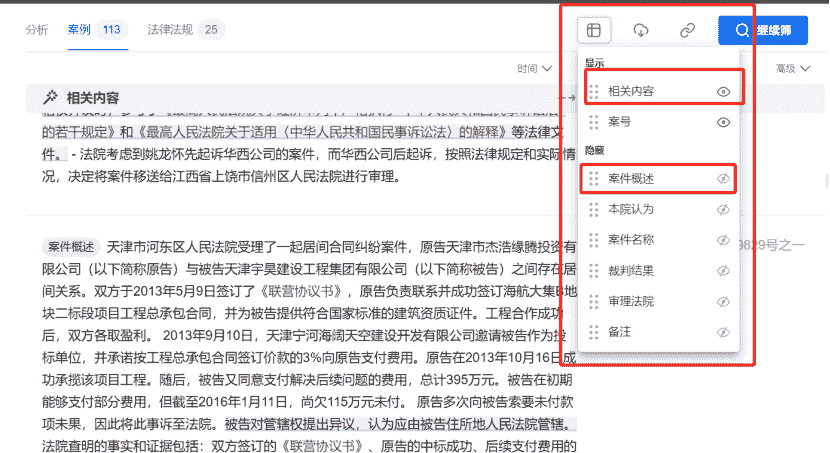 分析 案例 113 法律法规 25 继续筛
时间 高级
显示
相关内容
案号
隐藏
案件概述
本院认为
案件名称
裁判结果
审理法院
备注
相关内容
的若干规定》和《最高人民法院关于适用〈中华人民共和国民事诉讼法〉的解释》等法律文
件。 - 法院考虑到姚龙怀先起诉华西公司的案件，而华西公司后起诉，按照法律规定和实际情
况，决定将案件移送给江西省上饶市信州区人民法院进行审理。
案件概述 天津市河东区人民法院受理了一起居间合同纠纷案件，原告天津市杰浩缘腾投资有
限公司（以下简称原告）与被告天津宇昊建设工程集团有限公司（以下简称被告）之间存在居
间关系。双方于2013年5月9日签订了《联营协议书》，原告负责联系并成功签订海航大集B地
块二标段项目工程总承包合同，并为被告提供符合国家标准的建筑资质证件。工程合作成功
后，双方各取盈利。 2013年9月10日，天津宁河海阔天空建设开发有限公司邀请被告作为投
标单位，并承诺按工程总承包合同签订价款的3%向原告支付费用。原告在2013年10月16日成
功承揽该项目工程。随后，被告又同意支付解决后续问题的费用，总计395万元。被告在初期
能够支付部分费用，但截至2016年1月11日，尚欠115万元未付。 原告多次向被告索要未付款
项未果，因此将此事诉至法院。被告对管辖权提出异议，认为应由被告住所地人民法院管辖。
法院查明的事实和证据包括：双方签订的《联营协议书》、原告的中标成功、后续支付费用的
9829号之一